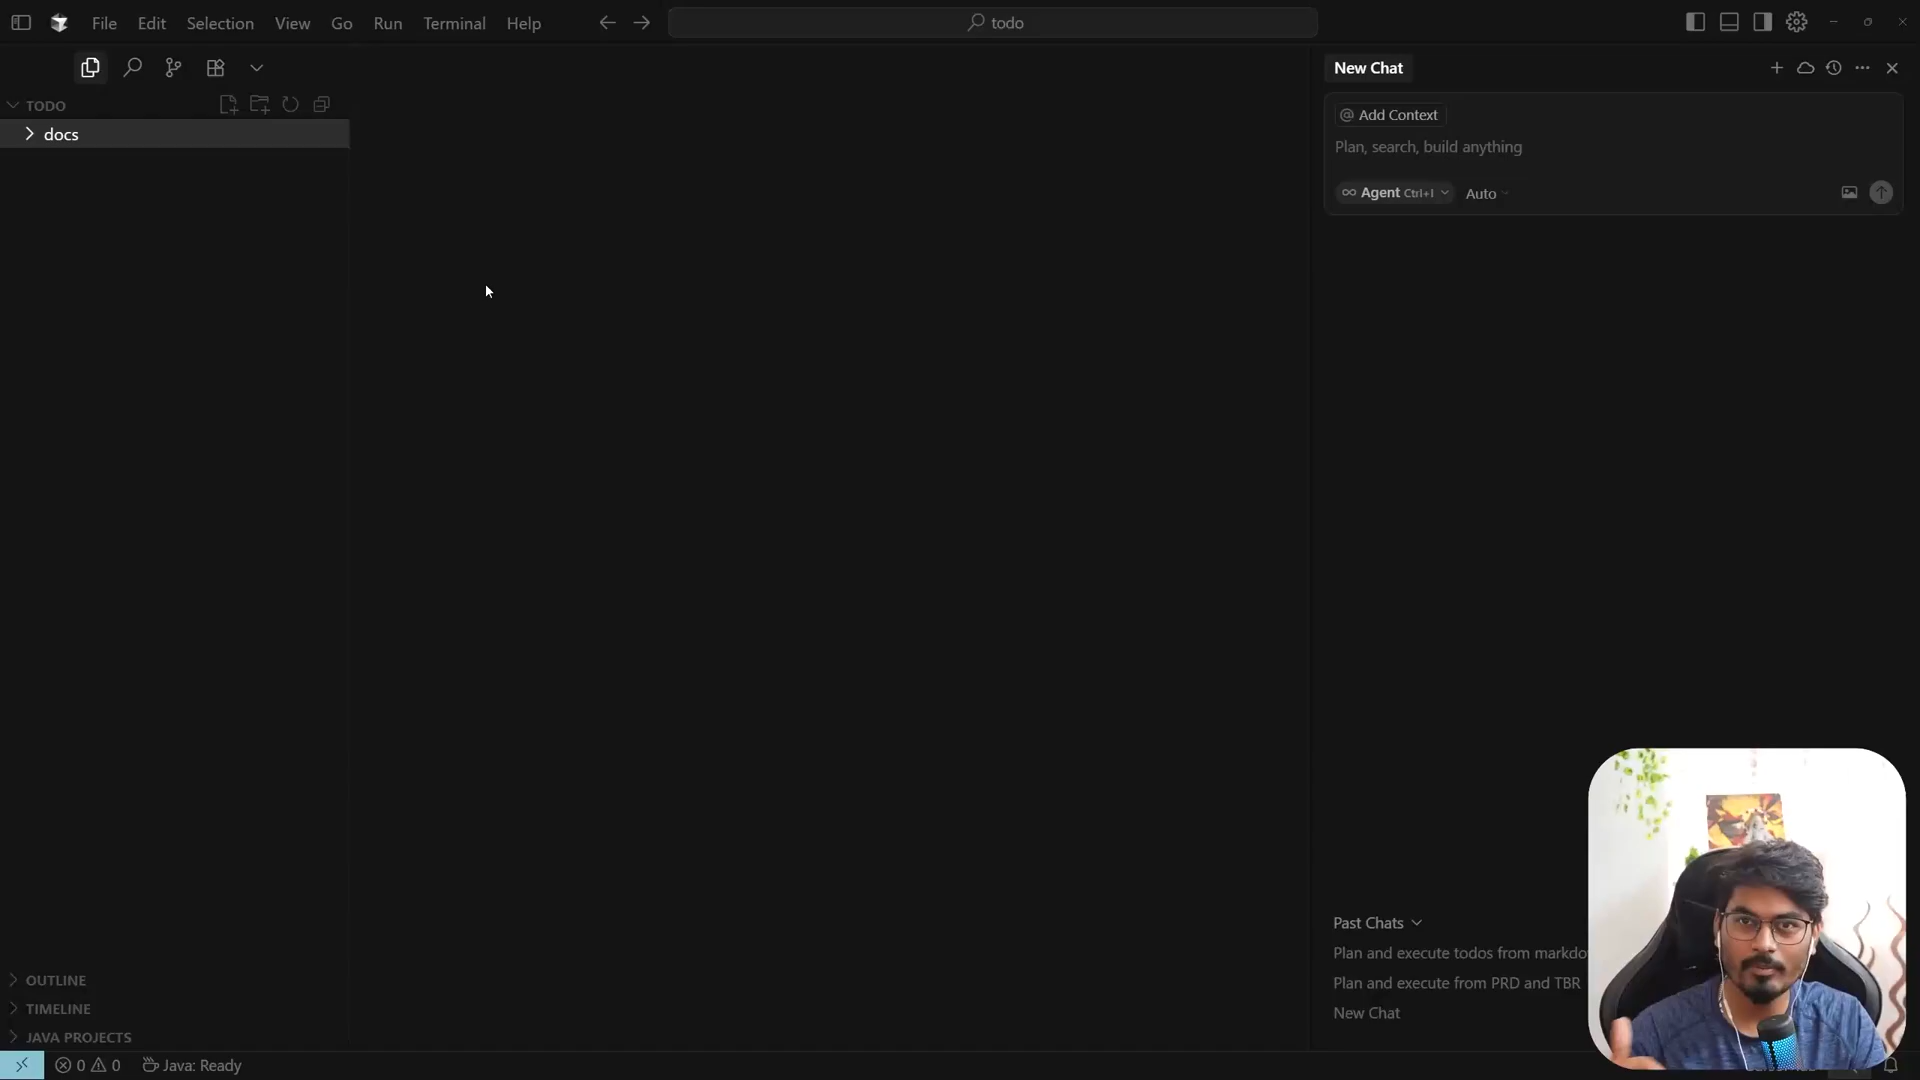 File Edit Selection View Go Run Terminal Help
todo
New Chat
TODO
docs
@ Add Context
Plan, search, build anything
∞ Agent Ctrl+I
Auto
Past Chats
Plan and execute todos from markdo
Plan and execute from PRD and TBR
New Chat
OUTLINE
TIMELINE
JAVA PROJECTS
0 0 Java: Ready